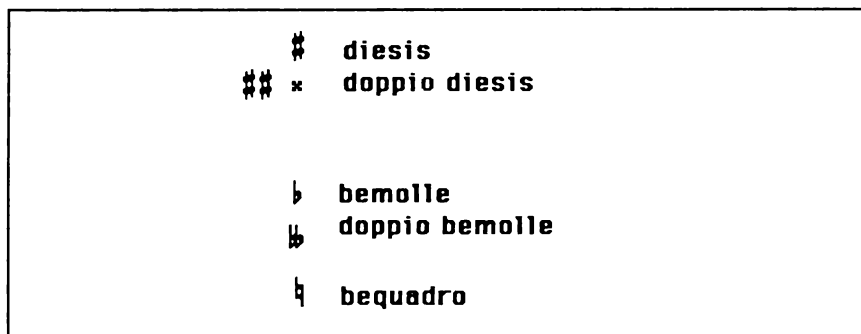 ♯ diesis
♯♯ 𝄪 doppio diesis
♭ bemolle
𝄫 doppio bemolle
♮ bequadro